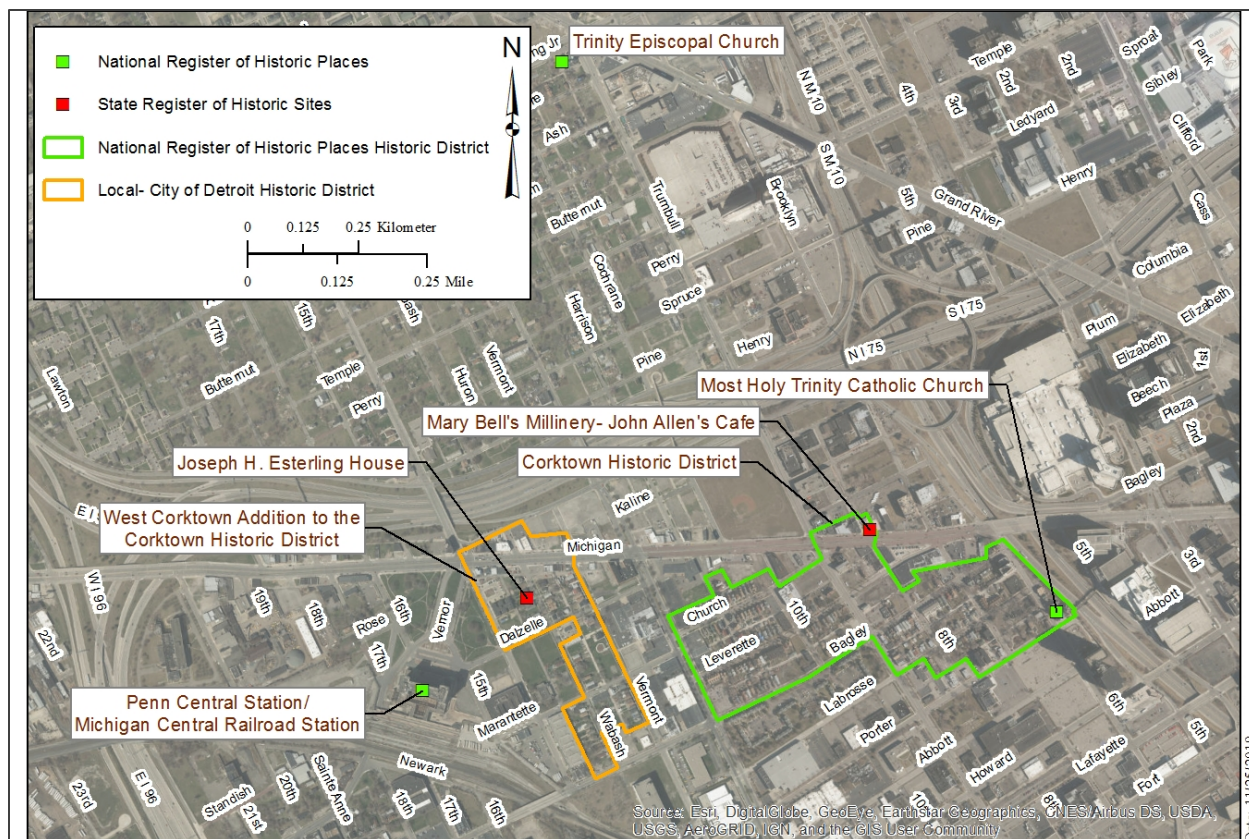 National Register of Historic Places
State Register of Historic Sites
National Register of Historic Places Historic District
Local- City of Detroit Historic District
0 0.125 0.25 Kilometer
0 0.125 0.25 Mile
N
Trinity Episcopal Church
ng Jr
Ash
Butternut
Trumbull
Brooklyn
N M 10
S M 10
4th
3rd
2nd
Temple
2nd
Sproat
Park
Sibley
Ledyard
Clifford
Henry
Cass
5th
Grand River
Pine
Columbia
Perry
Cochrane
Spruce
Harrison
Elizabeth
S I 75
N I 75
Plum
Elizabeth
1st
Beech
Plaza
2nd
Henry
Pine
17th
15th
Vermont
Temple
Butternut
Huron
Perry
Lawton
Most Holy Trinity Catholic Church
Mary Bell's Millinery- John Allen's Cafe
Joseph H. Esterling House
Corktown Historic District
Bagley
Kaline
West Corktown Addition to the
Corktown Historic District
Michigan
5th
3rd
W I 96
19th
18th
16th
Rose
Vernor
17th
Dalzelle
Church
10th
Abbott
22nd
Leverette
Bagley
8th
Penn Central Station/
Michigan Central Railroad Station
15th
Marantette
Vermont
Labrosse
6th
Wabash
Porter
5th
Newark
Abbott
Lafayette
Howard
Fort
23rd
E I 96
Standish
21st
20th
Sainte Anne
18th
17th
16th
8th
Source: Esri, DigitalGlobe, GeoEye, Earthstar Geographics, CNES/Airbus DS, USDA,
USGS, AeroGRID, IGN, and the GIS User Community